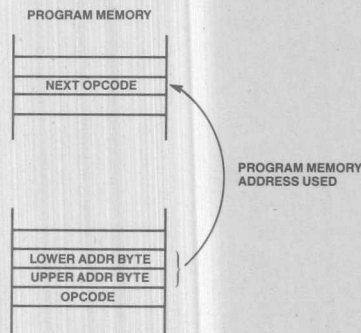 PROGRAM MEMORY
NEXT OPCODE
PROGRAM MEMORY
ADDRESS USED
LOWER ADDR BYTE
UPPER ADDR BYTE
OPCODE